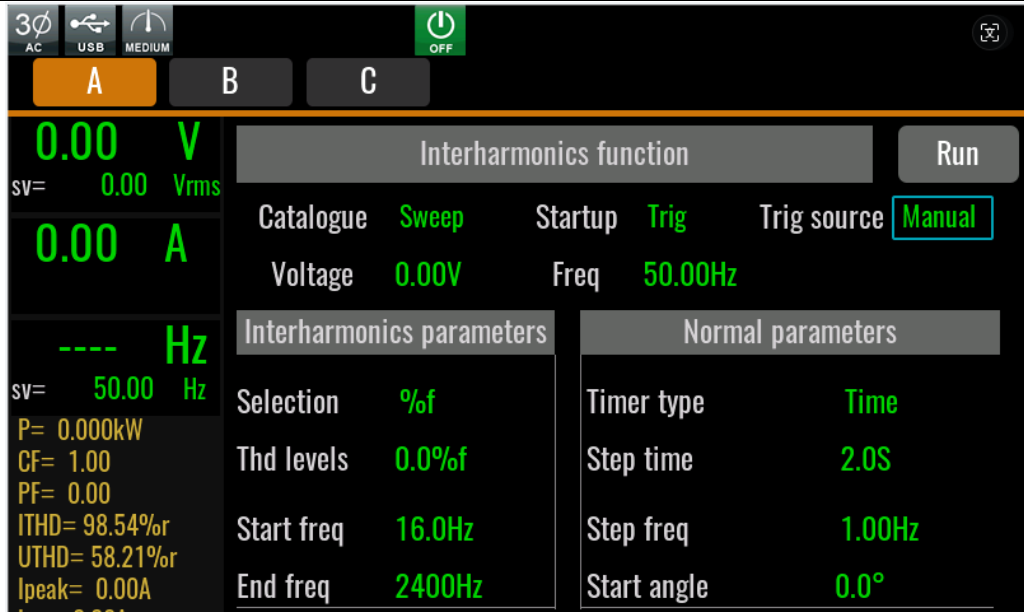 3Ø
AC
USB
MEDIUM
OFF
A
B
C
0.00 V
sv= 0.00 Vrms
0.00 A
---- Hz
sv= 50.00 Hz
P= 0.000kW
CF= 1.00
PF= 0.00
ITHD= 98.54%r
UTHD= 58.21%r
Ipeak= 0.00A
Interharmonics function
Run
Catalogue Sweep Startup Trig Trig source Manual
Voltage 0.00V Freq 50.00Hz
Interharmonics parameters
Selection %f
Thd levels 0.0%f
Start freq 16.0Hz
End freq 2400Hz
Normal parameters
Timer type Time
Step time 2.0S
Step freq 1.00Hz
Start angle 0.0°